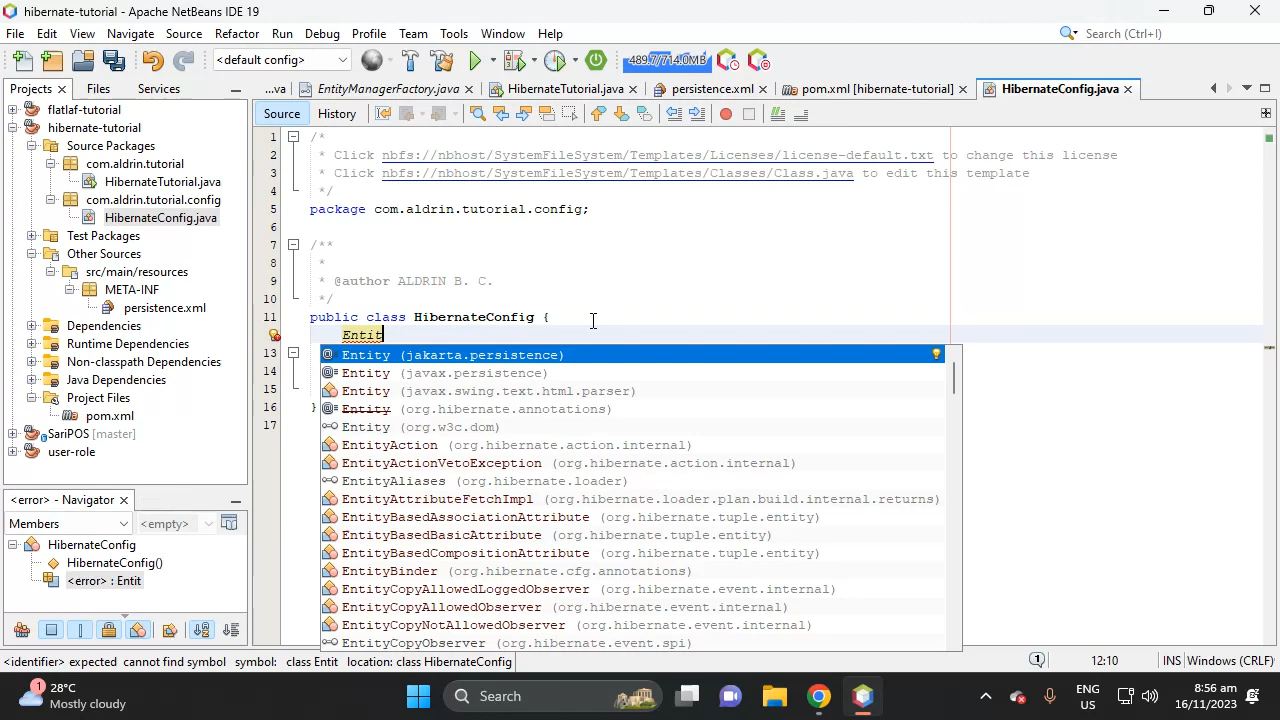 hibernate-tutorial - Apache NetBeans IDE 19
File Edit View Navigate Source Refactor Run Debug Profile Team Tools Window Help
Search (Ctrl+I)
<default config>
489.7/714.0MB
Projects Files Services
...va EntityManagerFactory.java HibernateTutorial.java persistence.xml pom.xml [hibernate-tutorial] HibernateConfig.java
flatlaf-tutorial
hibernate-tutorial
Source Packages
com.aldrin.tutorial
HibernateTutorial.java
com.aldrin.tutorial.config
HibernateConfig.java
Test Packages
Other Sources
src/main/resources
META-INF
persistence.xml
Dependencies
Runtime Dependencies
Non-classpath Dependencies
Java Dependencies
Project Files
pom.xml
SariPOS [master]
user-role
<error> - Navigator
Members <empty>
HibernateConfig
HibernateConfig()
<error> : Entit
Source History
1 /*
2 * Click nbfs://nbhost/SystemFileSystem/Templates/Licenses/license-default.txt to change this license
3 * Click nbfs://nbhost/SystemFileSystem/Templates/Classes/Class.java to edit this template
4 */
5 package com.aldrin.tutorial.config;
6
7 /**
8 *
9 * @author ALDRIN B. C.
10 */
11 public class HibernateConfig {
Entit
13
14
15
16 }
17
Entity (jakarta.persistence)
Entity (javax.persistence)
Entity (javax.swing.text.html.parser)
Entity (org.hibernate.annotations)
Entity (org.w3c.dom)
EntityAction (org.hibernate.action.internal)
EntityActionVetoException (org.hibernate.action.internal)
EntityAliases (org.hibernate.loader)
EntityAttributeFetchImpl (org.hibernate.loader.plan.build.internal.returns)
EntityBasedAssociationAttribute (org.hibernate.tuple.entity)
EntityBasedBasicAttribute (org.hibernate.tuple.entity)
EntityBasedCompositionAttribute (org.hibernate.tuple.entity)
EntityBinder (org.hibernate.cfg.annotations)
EntityCopyAllowedLoggedObserver (org.hibernate.event.internal)
EntityCopyAllowedObserver (org.hibernate.event.internal)
EntityCopyNotAllowedObserver (org.hibernate.event.internal)
EntityCopyObserver (org.hibernate.event.spi)
<identifier> expected cannot find symbol symbol: class Entit location: class HibernateConfig
1 12:10 INS Windows (CRLF)
1
28°C
Mostly cloudy
Search
ENG
US
8:56 am
16/11/2023